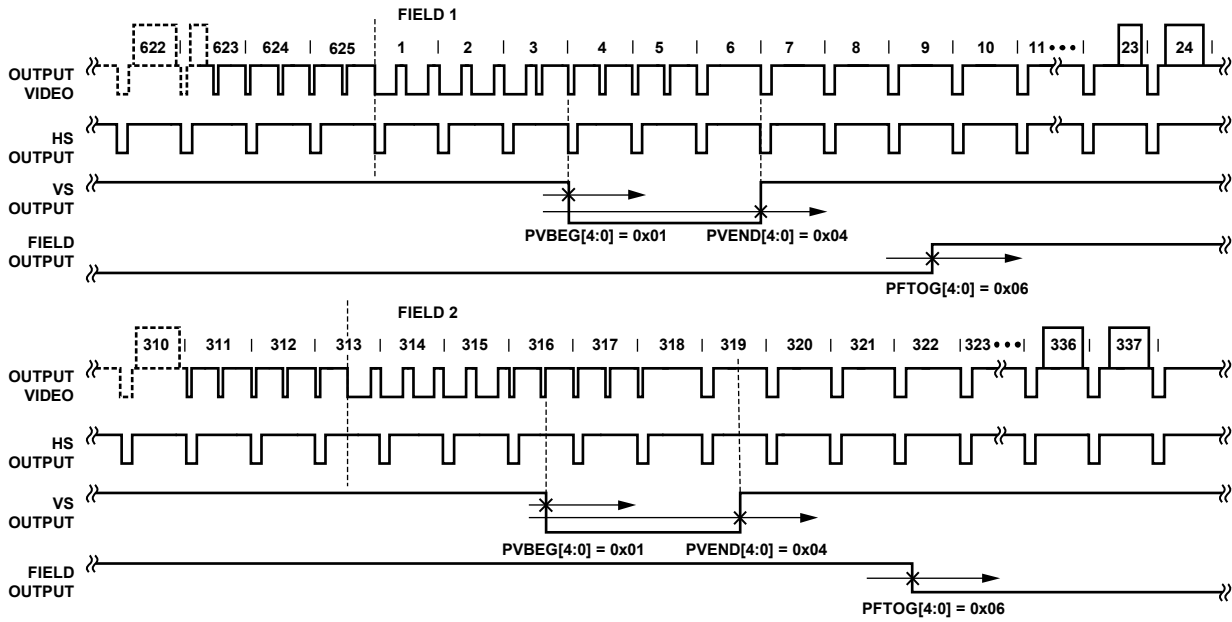 FIELD 1
622 | 623 | 624 | 625 | 1 | 2 | 3 | 4 | 5 | 6 | 7 | 8 | 9 | 10 | 11 ••• 23 | 24 |
OUTPUT
VIDEO
HS
OUTPUT
VS
OUTPUT
PVBEG[4:0] = 0x01 PVEND[4:0] = 0x04
FIELD
OUTPUT
PFTOG[4:0] = 0x06
FIELD 2
310 | 311 | 312 | 313 | 314 | 315 | 316 | 317 | 318 | 319 | 320 | 321 | 322 | 323 •••• 336 | 337 |
OUTPUT
VIDEO
HS
OUTPUT
VS
OUTPUT
PVBEG[4:0] = 0x01 PVEND[4:0] = 0x04
FIELD
OUTPUT
PFTOG[4:0] = 0x06